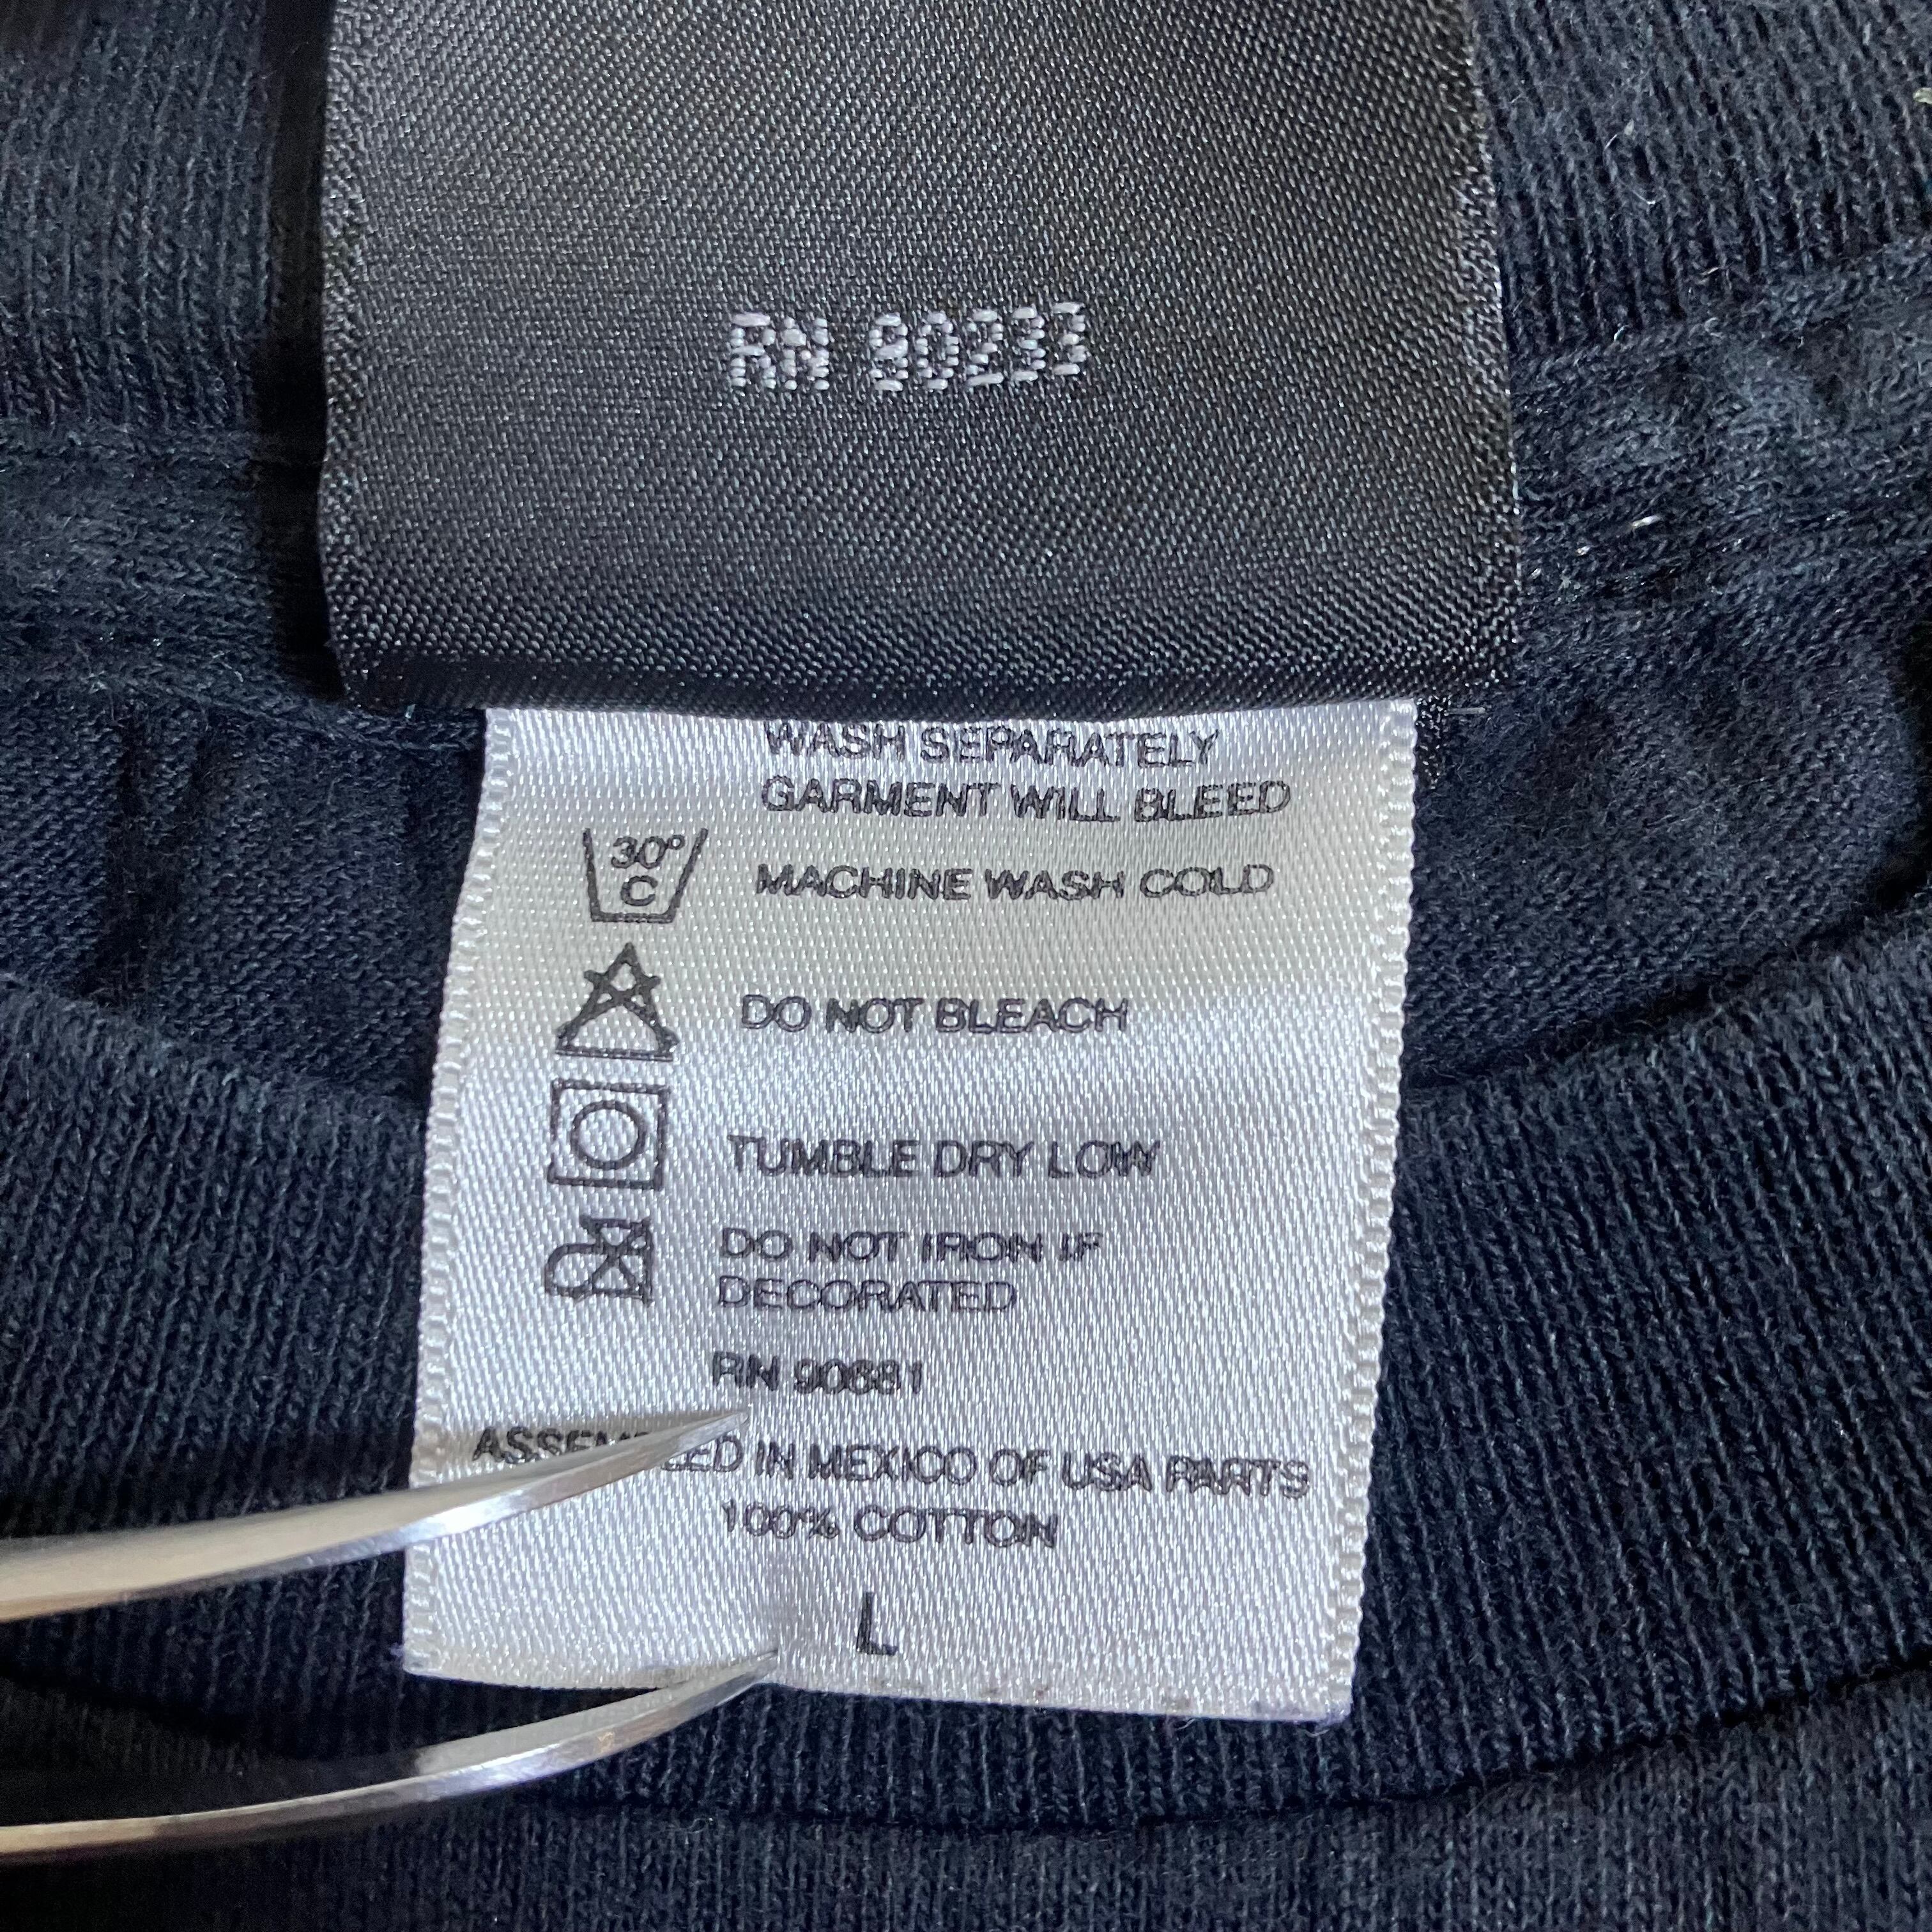 RN 90233
WASH SEPARATELY
GARMENT WILL BLEED
30°
C
MACHINE WASH COLD
DO NOT BLEACH
TUMBLE DRY LOW
DO NOT IRON IF
DECORATED
RN 90681
IN MEXICO OF USA PARTS
100% COTTON
L